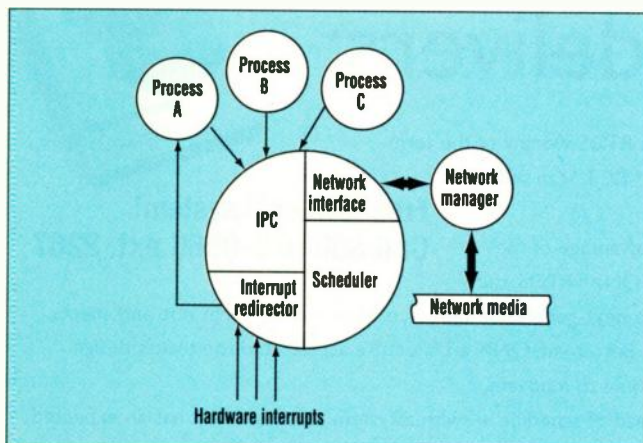 Process
A
Process
B
Process
C
IPC
Network
interface
Network
manager
Interrupt
redirector
Scheduler
Network media
Hardware interrupts